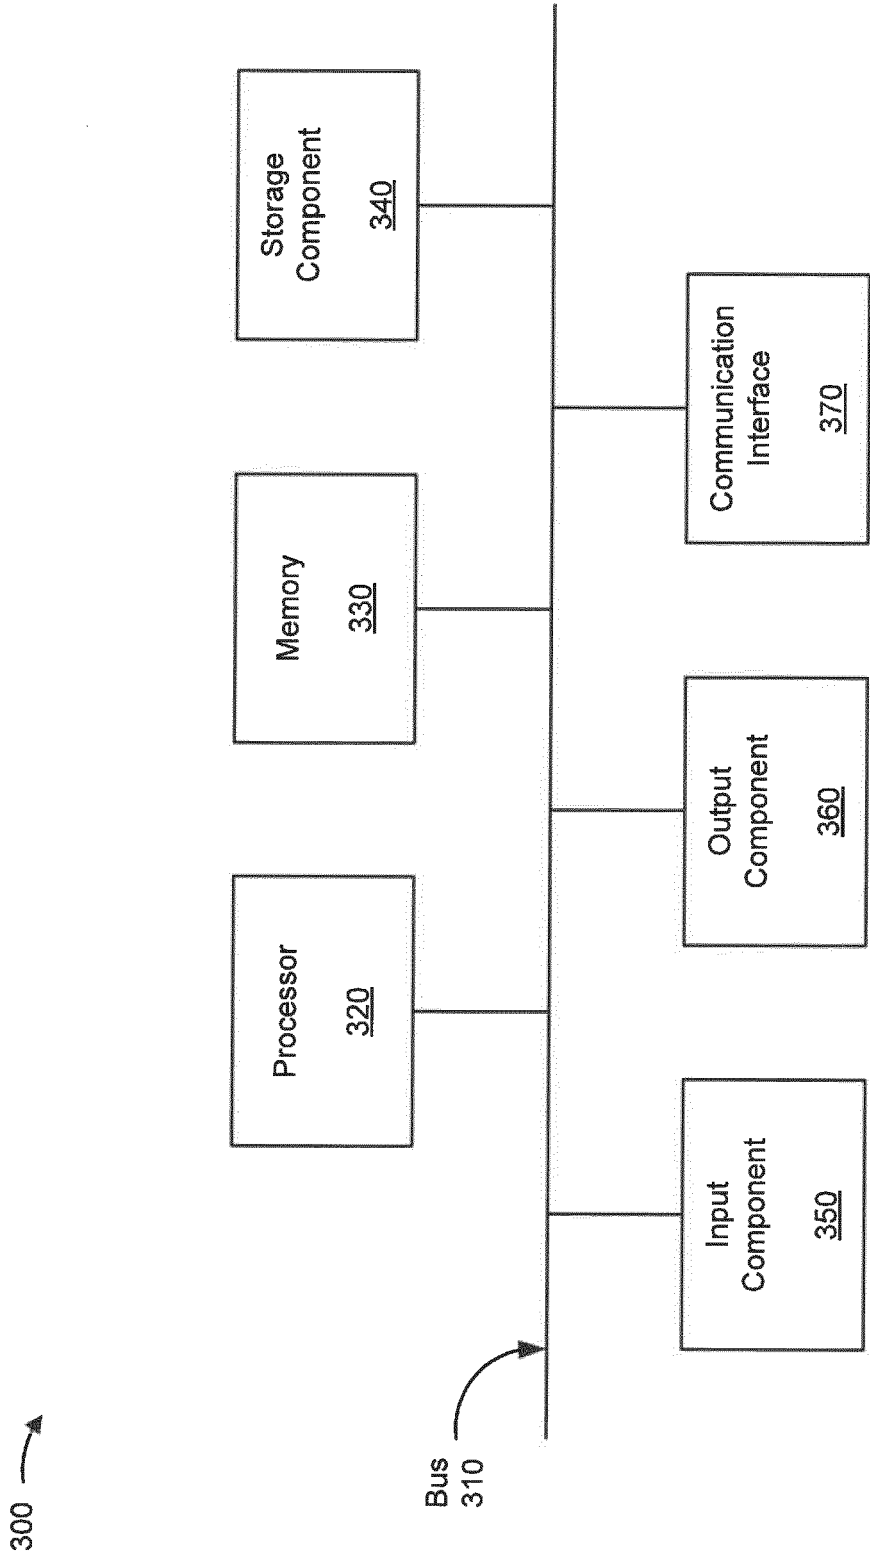 300
Bus
310
Processor
320
Memory
330
Storage
Component
340
Input
Component
350
Output
Component
360
Communication
Interface
370